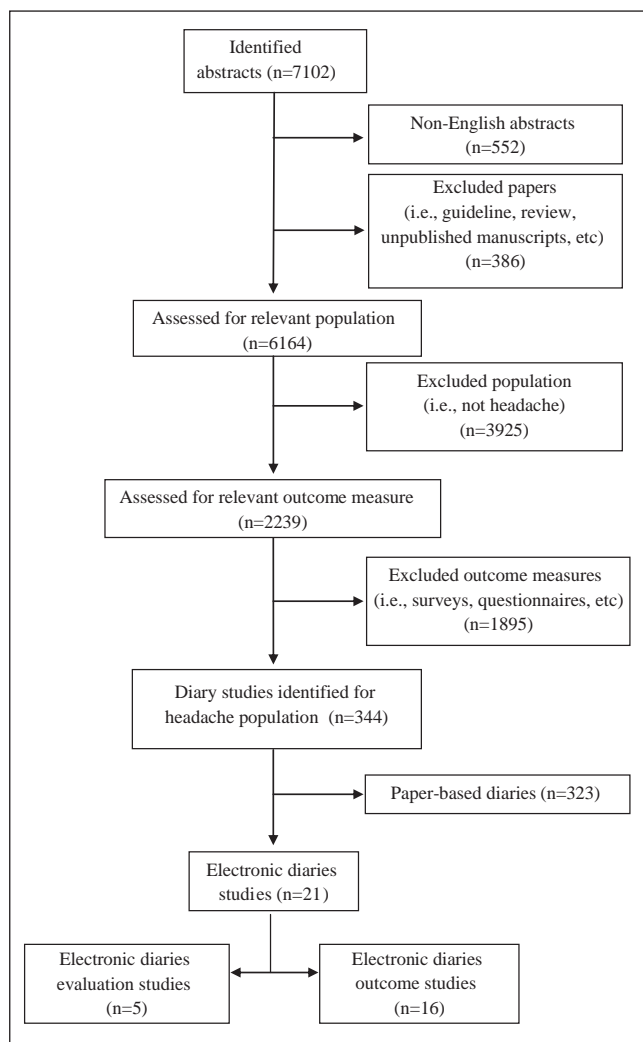 Identified
abstracts (n=7102)
Non-English abstracts
(n=552)
Excluded papers
(i.e., guideline, review,
unpublished manuscripts, etc)
(n=386)
Assessed for relevant population
(n=6164)
Excluded population
(i.e., not headache)
(n=3925)
Assessed for relevant outcome measure
(n=2239)
Excluded outcome measures
(i.e., surveys, questionnaires, etc)
(n=1895)
Diary studies identified for
headache population (n=344)
Paper-based diaries (n=323)
Electronic diaries
studies (n=21)
Electronic diaries
evaluation studies
(n=5)
Electronic diaries
outcome studies
(n=16)